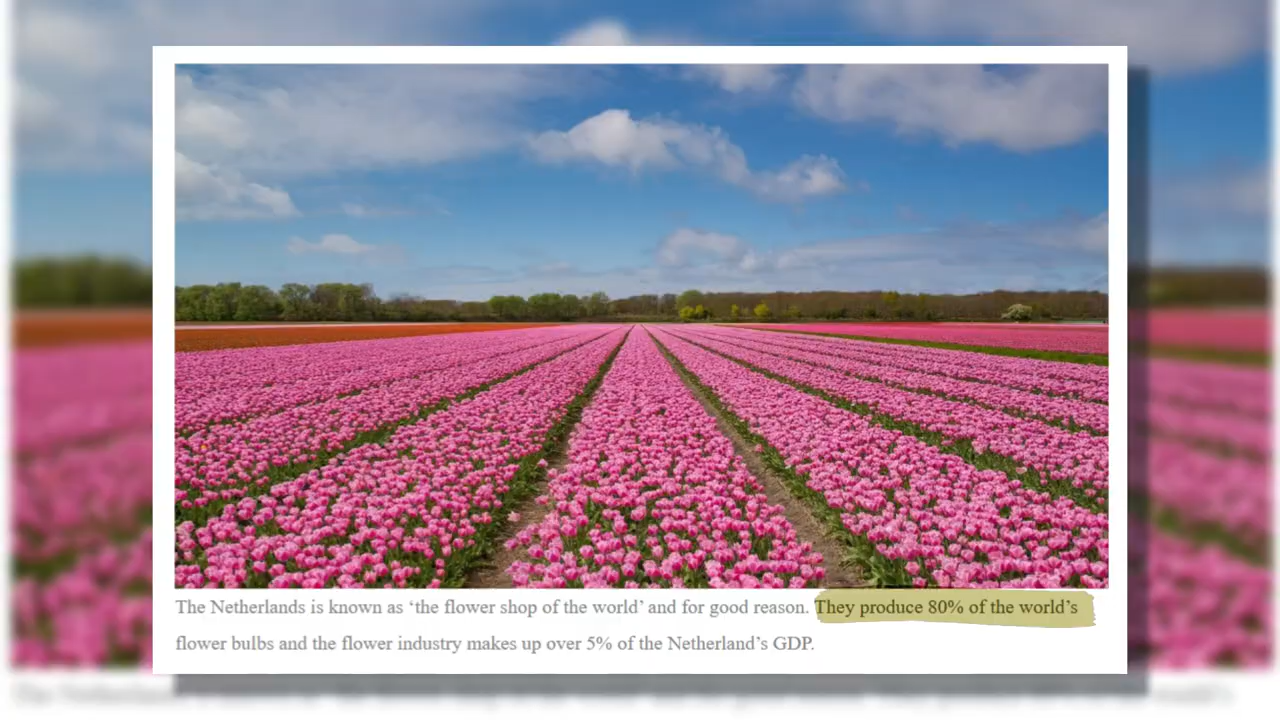 The Netherlands is known as ‘the flower shop of the world’ and for good reason. They produce 80% of the world’s
flower bulbs and the flower industry makes up over 5% of the Netherland’s GDP.